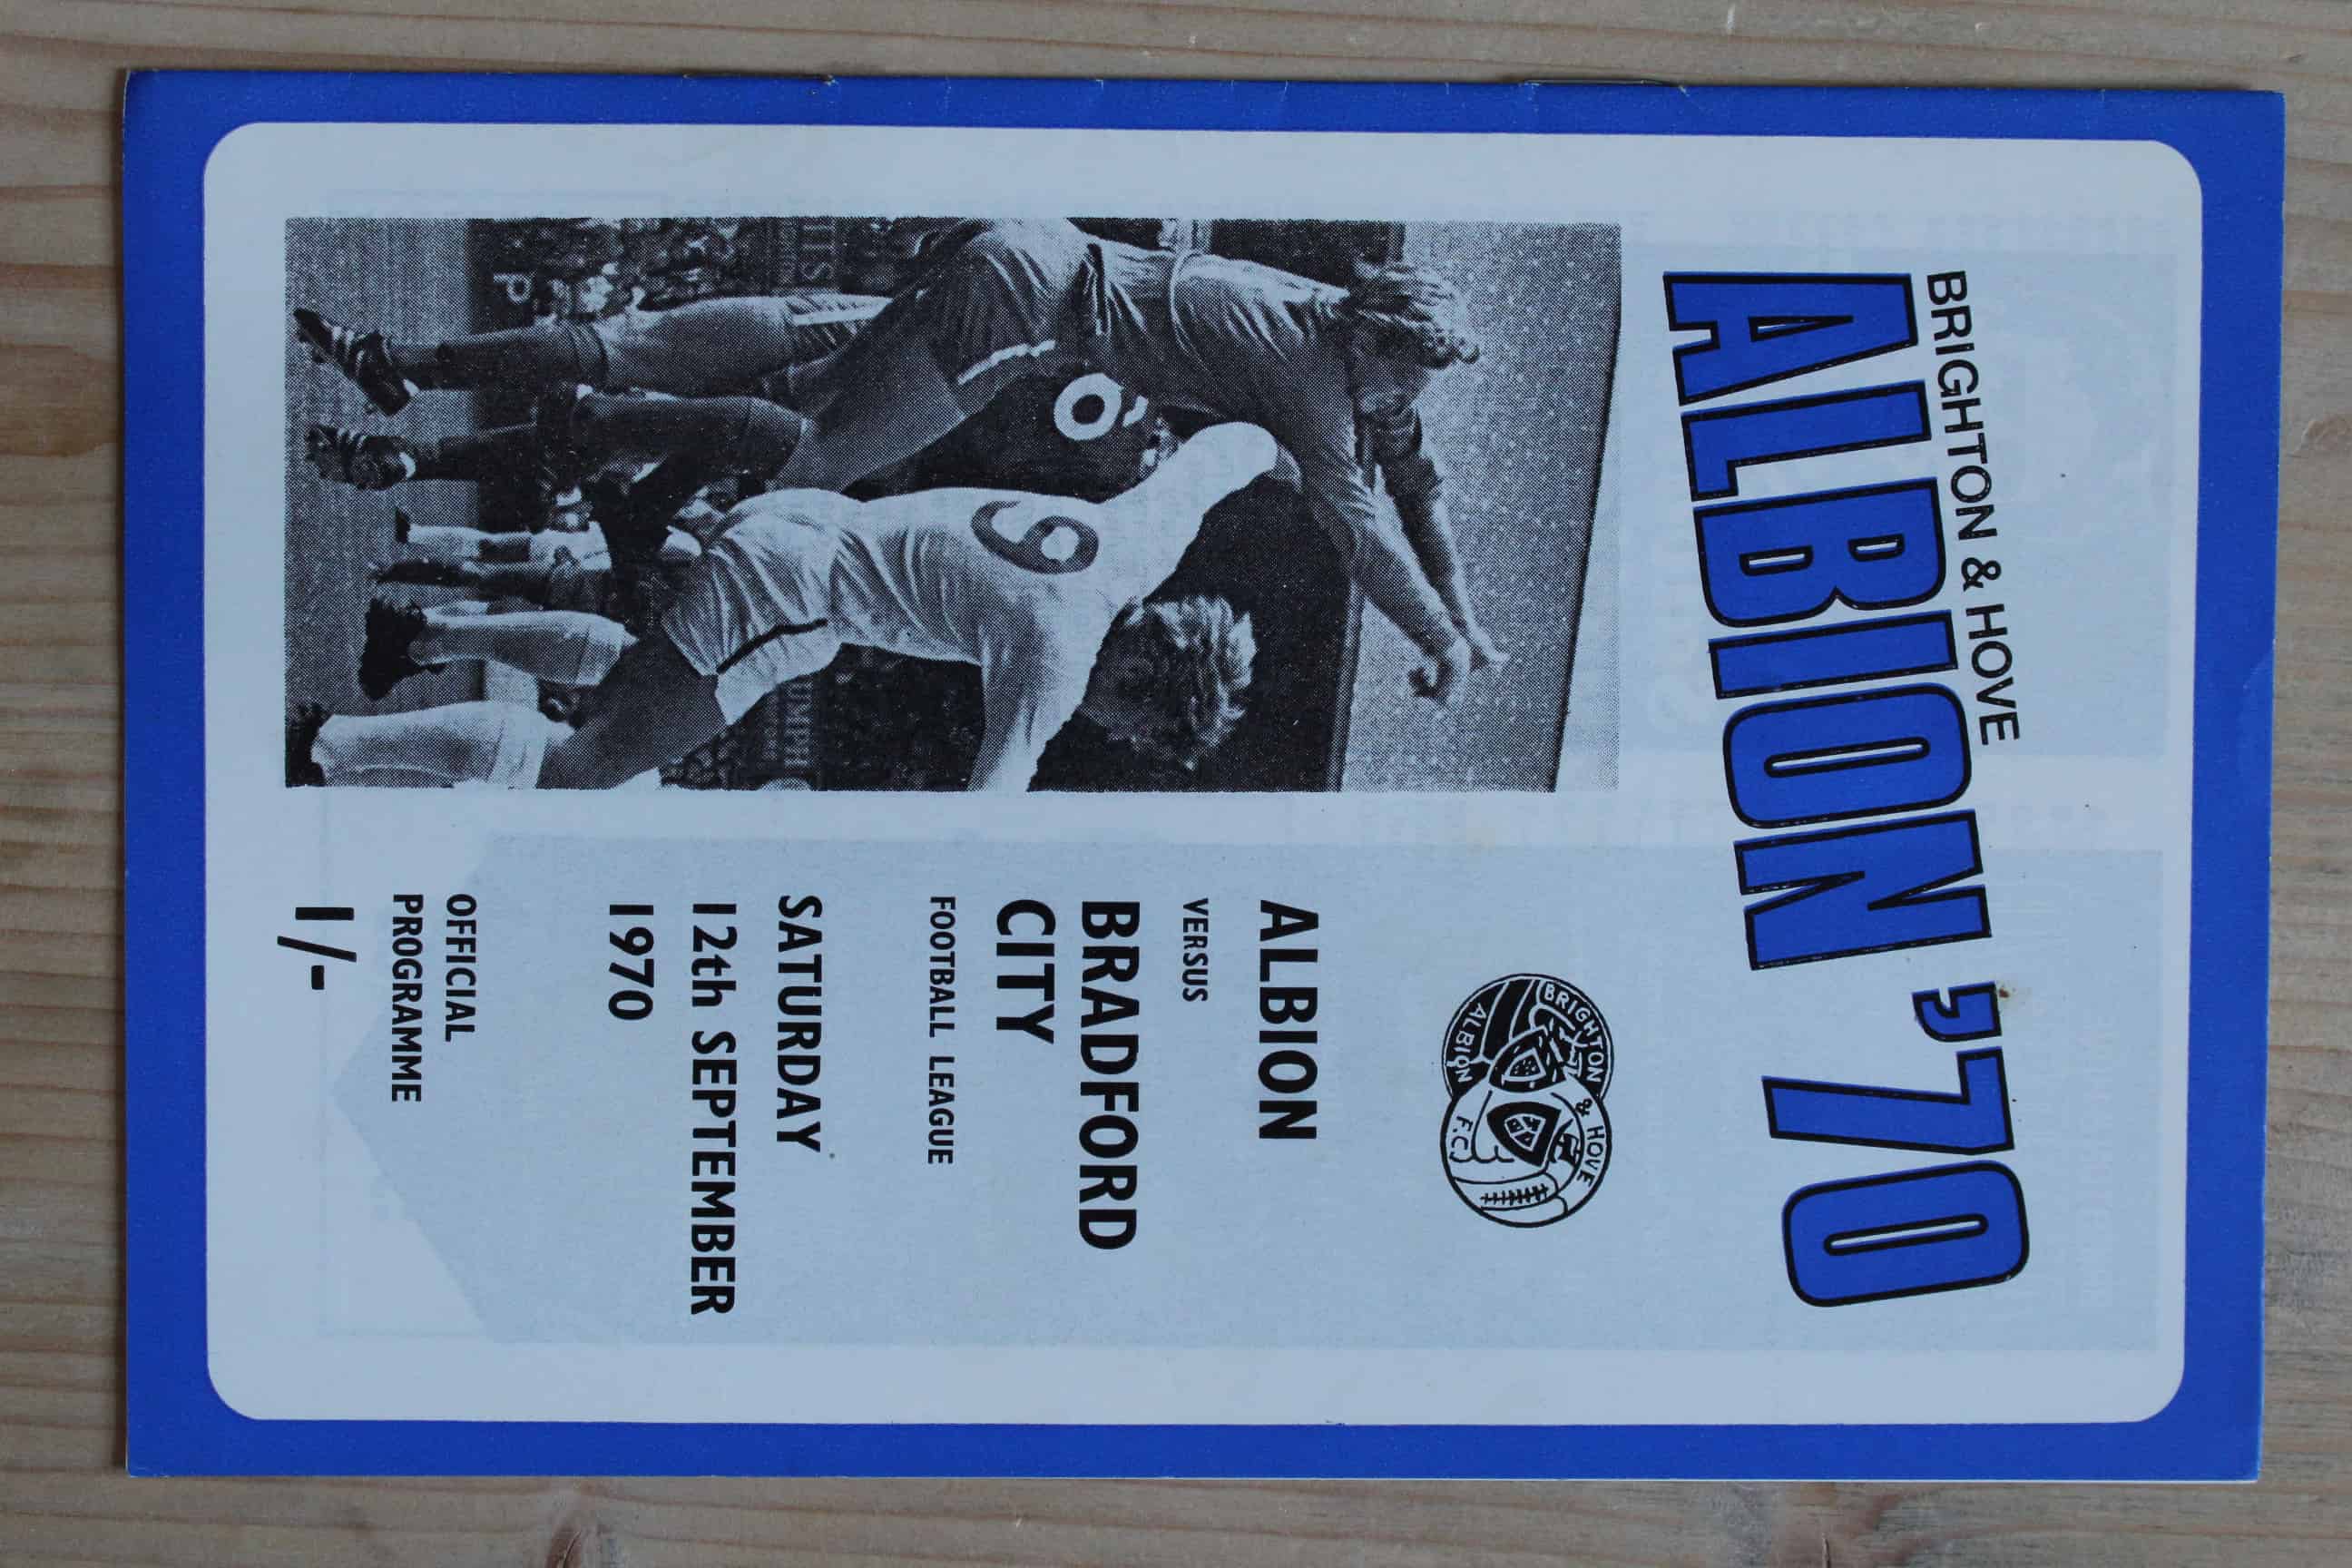 BRIGHTON & HOVE
ALBION '70
BRIGHTON & HOVE
ALBION F.C.
ALBION
VERSUS
BRADFORD
CITY
FOOTBALL LEAGUE
SATURDAY
12th SEPTEMBER
1970
OFFICIAL
PROGRAMME
1/-
9